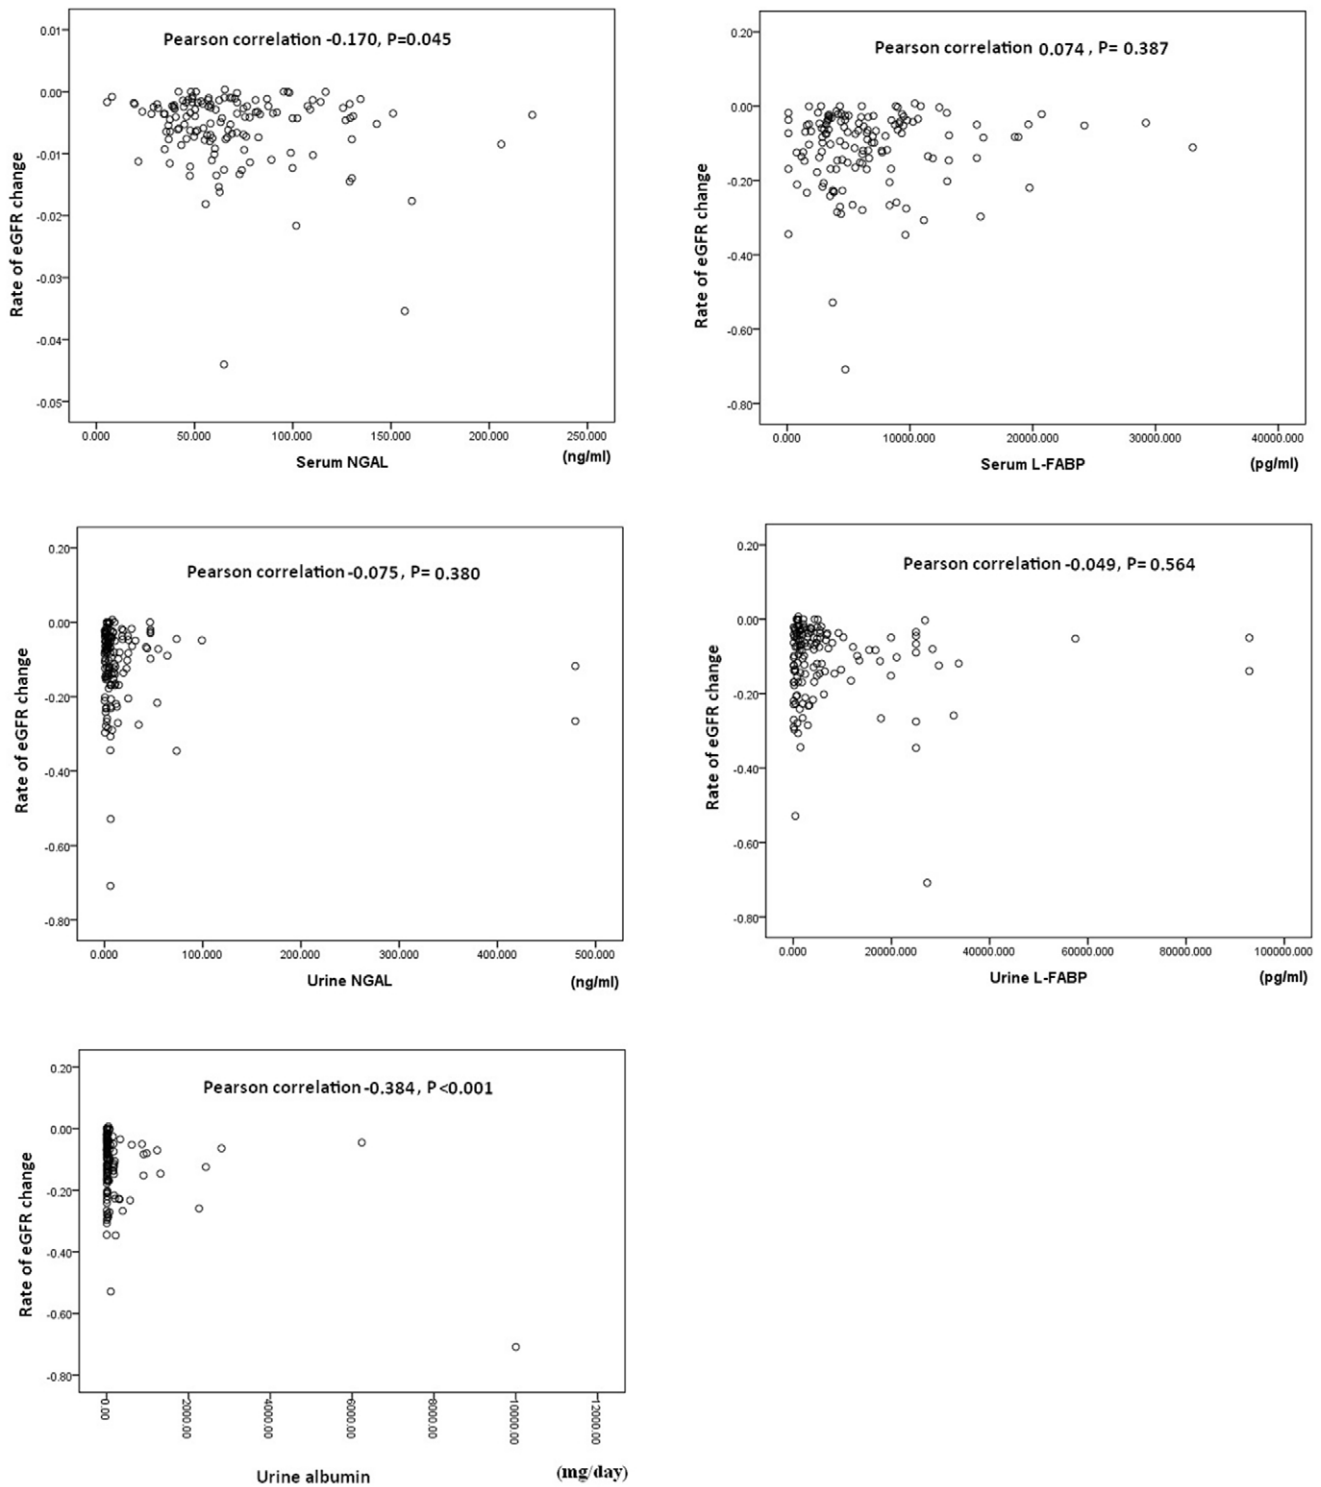 Pearson correlation -0.170, P=0.045
0.01
0.00
-0.01
-0.02
-0.03
-0.04
-0.05
Rate of eGFR change
0.000 50.000 100.000 150.000 200.000 250.000
Serum NGAL (ng/ml)
Pearson correlation 0.074 , P= 0.387
0.20
0.00
-0.20
-0.40
-0.60
-0.80
Rate of eGFR change
0.000 10000.000 20000.000 30000.000 40000.000
Serum L-FABP (pg/ml)
Pearson correlation -0.075 , P= 0.380
0.20
0.00
-0.20
-0.40
-0.60
-0.80
Rate of eGFR change
0.000 100.000 200.000 300.000 400.000 500.000
Urine NGAL (ng/ml)
Pearson correlation -0.049, P= 0.564
0.20
0.00
-0.20
-0.40
-0.60
-0.80
Rate of eGFR change
0.000 20000.000 40000.000 60000.000 80000.000 100000.000
Urine L-FABP (pg/ml)
Pearson correlation -0.384 , P <0.001
0.20
0.00
-0.20
-0.40
-0.60
-0.80
Rate of eGFR change
0.00 2000.00 4000.00 6000.00 8000.00 10000.00 12000.00
Urine albumin (mg/day)